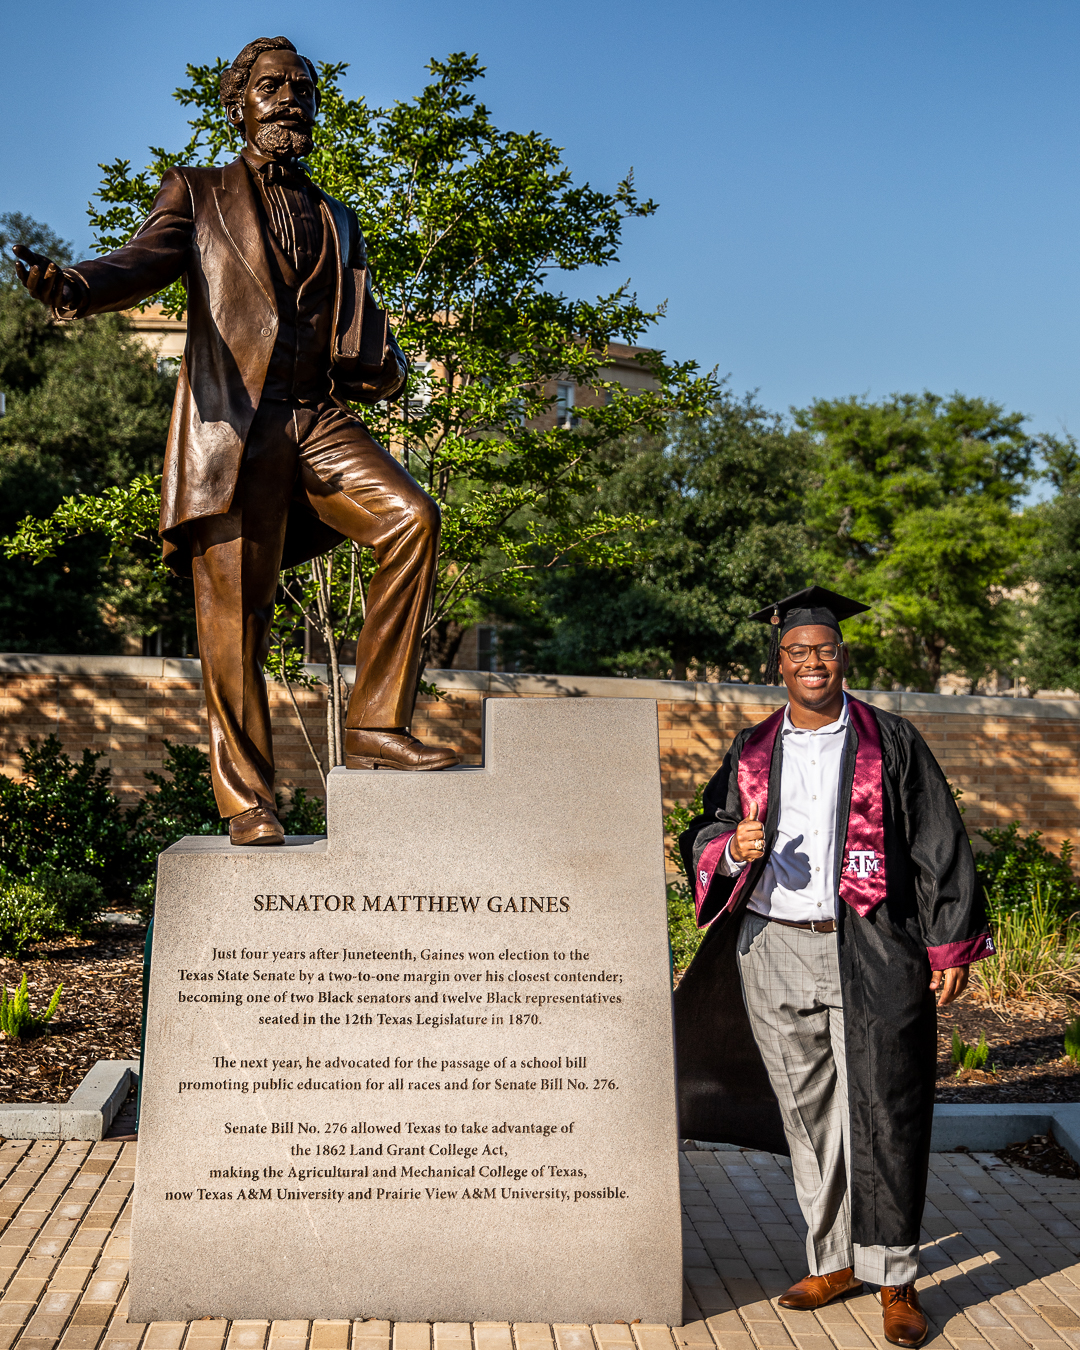 SENATOR MATTHEW GAINES
Just four years after Juneteenth, Gaines won election to the
Texas State Senate by a two-to-one margin over his closest contender;
becoming one of two Black senators and twelve Black representatives
seated in the 12th Texas Legislature in 1870.
The next year, he advocated for the passage of a school bill
promoting public education for all races and for Senate Bill No. 276.
Senate Bill No. 276 allowed Texas to take advantage of
the 1862 Land Grant College Act,
making the Agricultural and Mechanical College of Texas,
now Texas A&M University and Prairie View A&M University, possible.
ATM